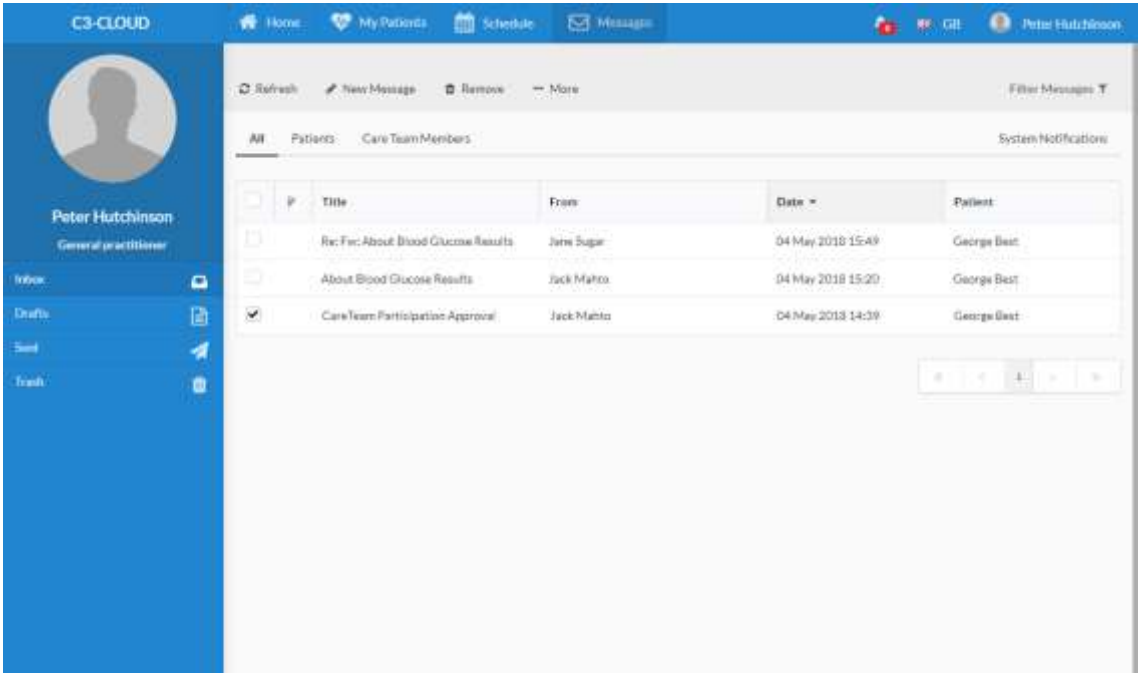 C3-CLOUD Home My Patients Schedule Messages GB Peter Hutchinson
Refresh New Message Remove More Filter Messages
All Patients Care Team Members System Notifications
Peter Hutchinson
General practitioner
Inbox
Drafts
Sent
Trash
Title From Date Patient
Re: Fw: About Blood Glucose Results Jane Sugar 04 May 2018 15:49 George Best
About Blood Glucose Results Jack Mahto 04 May 2018 15:20 George Best
CareTeam Participation Approval Jack Mahto 04 May 2018 14:39 George Best
1